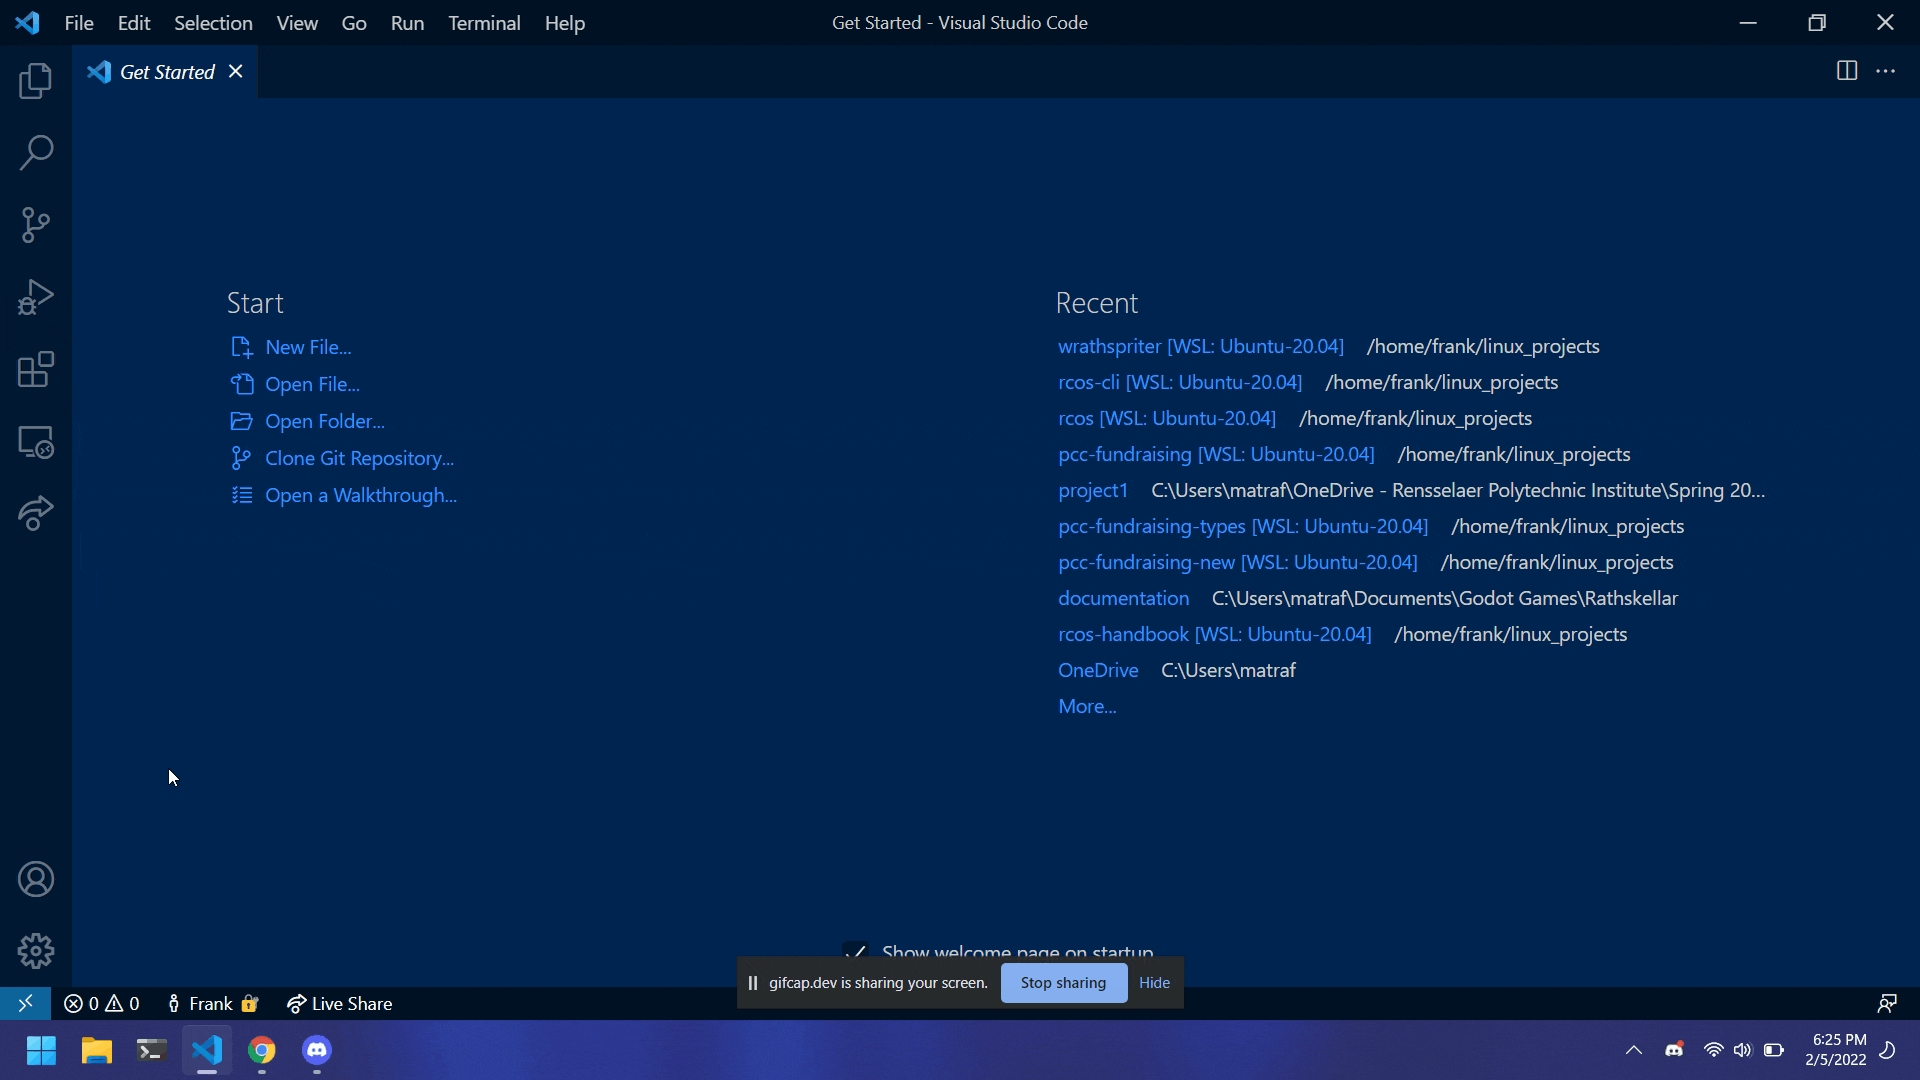 File Edit Selection View Go Run Terminal Help Get Started - Visual Studio Code
Get Started
Start
New File...
Open File...
Open Folder...
Clone Git Repository...
Open a Walkthrough...
Recent
wrathspriter [WSL: Ubuntu-20.04] /home/frank/linux_projects
rcos-cli [WSL: Ubuntu-20.04] /home/frank/linux_projects
rcos [WSL: Ubuntu-20.04] /home/frank/linux_projects
pcc-fundraising [WSL: Ubuntu-20.04] /home/frank/linux_projects
project1 C:\Users\matraf\OneDrive - Rensselaer Polytechnic Institute\Spring 20...
pcc-fundraising-types [WSL: Ubuntu-20.04] /home/frank/linux_projects
pcc-fundraising-new [WSL: Ubuntu-20.04] /home/frank/linux_projects
documentation C:\Users\matraf\Documents\Godot Games\Rathskellar
rcos-handbook [WSL: Ubuntu-20.04] /home/frank/linux_projects
OneDrive C:\Users\matraf
More...
Show welcome page on startup
gifcap.dev is sharing your screen. Stop sharing Hide
0 0 Frank Live Share
6:25 PM
2/5/2022